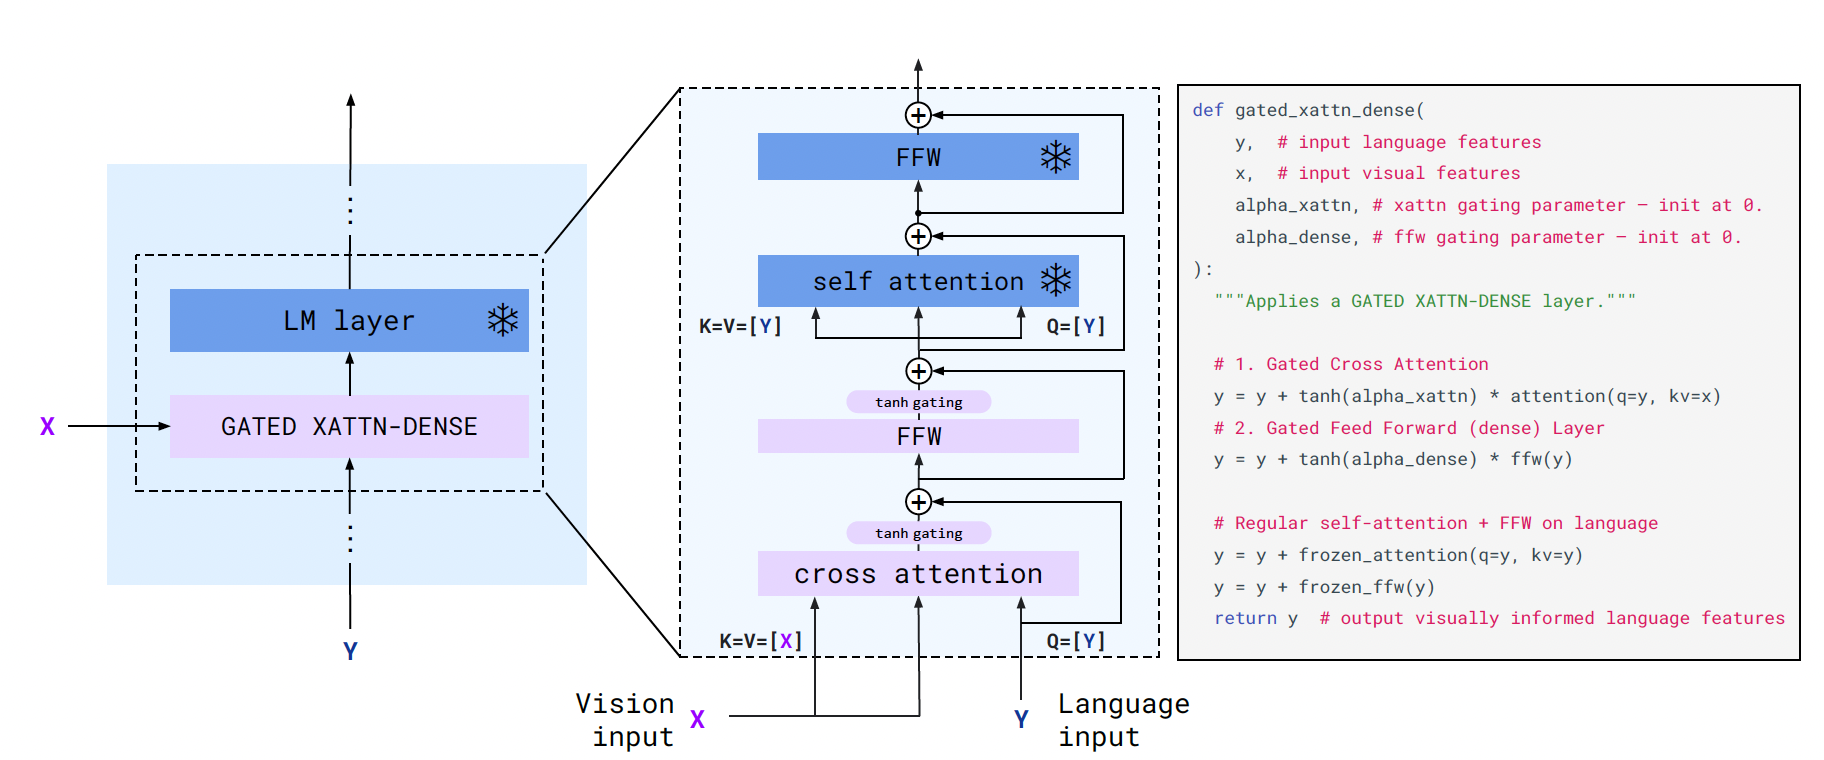 LM layer
X
GATED XATTN-DENSE
Y
FFW
self attention
K=V=[Y]
Q=[Y]
tanh gating
FFW
tanh gating
cross attention
K=V=[X]
Q=[Y]
Vision
input
X
Y
Language
input
def gated_xattn_dense(
y,  # input language features
x,  # input visual features
alpha_xattn, # xattn gating parameter – init at 0.
alpha_dense, # ffw gating parameter – init at 0.
):
"""Applies a GATED XATTN-DENSE layer."""
# 1. Gated Cross Attention
y = y + tanh(alpha_xattn) * attention(q=y, kv=x)
# 2. Gated Feed Forward (dense) Layer
y = y + tanh(alpha_dense) * ffw(y)
# Regular self-attention + FFW on language
y = y + frozen_attention(q=y, kv=y)
y = y + frozen_ffw(y)
return y  # output visually informed language features